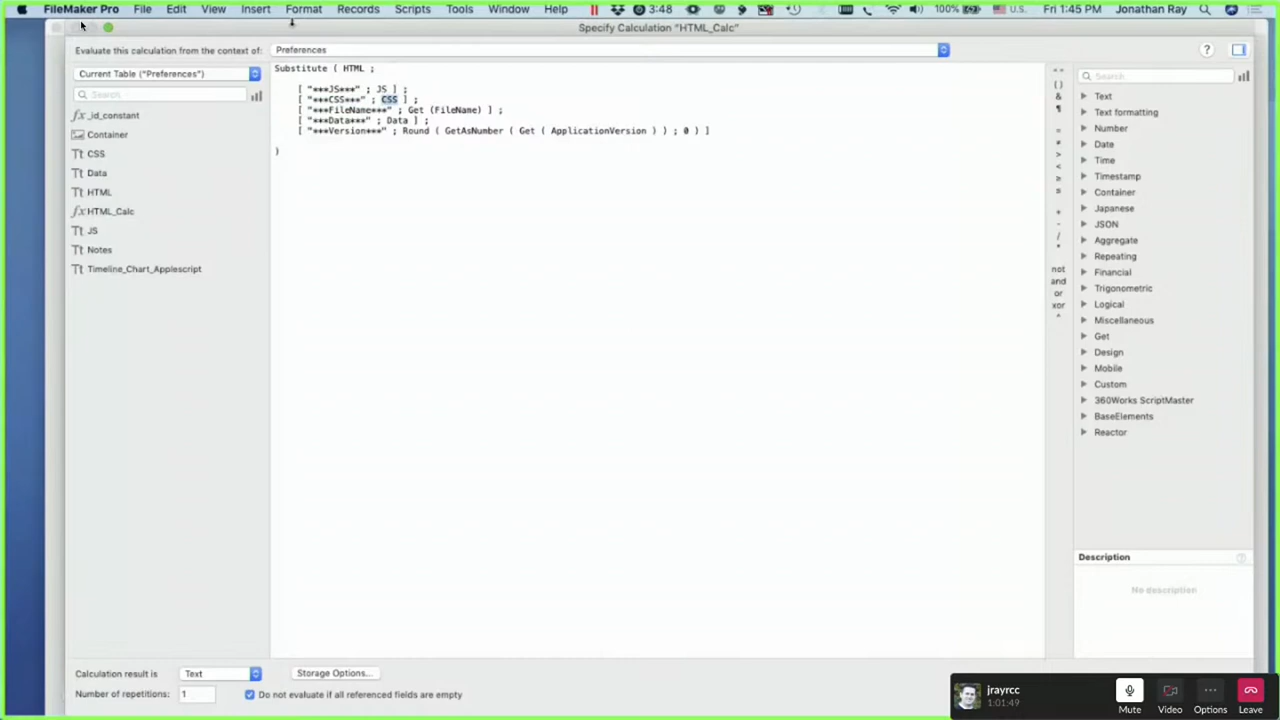 FileMaker Pro File Edit View Insert Format Records Scripts Tools Window Help 3:48 100% U.S. Fri 1:45 PM Jonathan Ray
Specify Calculation "HTML_Calc"
Evaluate this calculation from the context of: Preferences ?
Current Table ("Preferences")
Search
_id_constant
Container
CSS
Data
HTML
HTML_Calc
JS
Notes
Timeline_Chart_Applescript
Substitute ( HTML ;
[ "***JS***" ; JS ] ;
[ "***CSS***" ; CSS ] ;
[ "***FileName***" ; Get (FileName) ] ;
[ "***Data***" ; Data ] ;
[ "***Version***" ; Round ( GetAsNumber ( Get ( ApplicationVersion ) ) ; 0 ) ]
)
( )
&
¶
=
>
<
≥
≤
+
-
/
*
not
and
or
xor
^
Search
Text
Text formatting
Number
Date
Time
Timestamp
Container
Japanese
JSON
Aggregate
Repeating
Financial
Trigonometric
Logical
Miscellaneous
Get
Design
Mobile
Custom
360Works ScriptMaster
BaseElements
Reactor
Description
No description
Calculation result is Text Storage Options...
Number of repetitions: 1 Do not evaluate if all referenced fields are empty
jrayrcc
1:01:49
Mute Video Options Leave